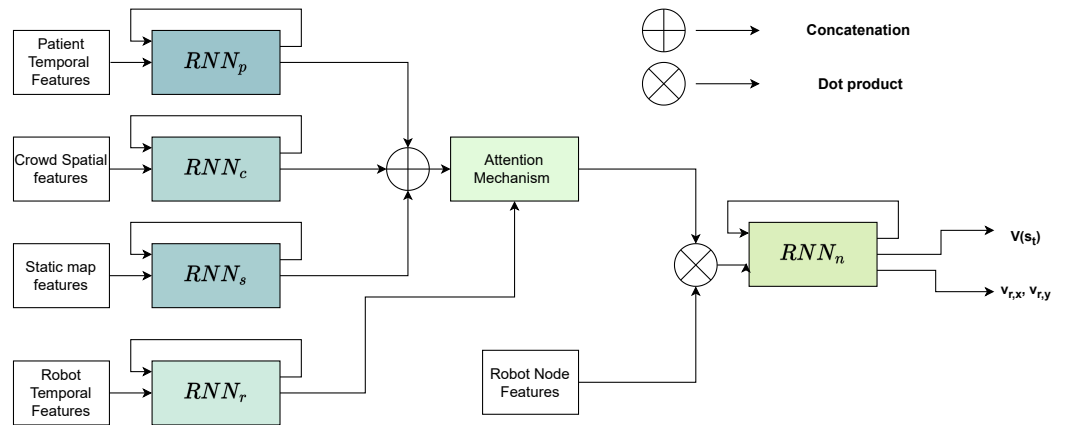 Patient
Temporal
Features
RNN_p
Concatenation
Dot product
Crowd Spatial
features
RNN_c
Attention
Mechanism
Static map
features
RNN_s
RNN_n
V(s_t)
v_r,x, v_r,y
Robot
Temporal
Features
RNN_r
Robot Node
Features